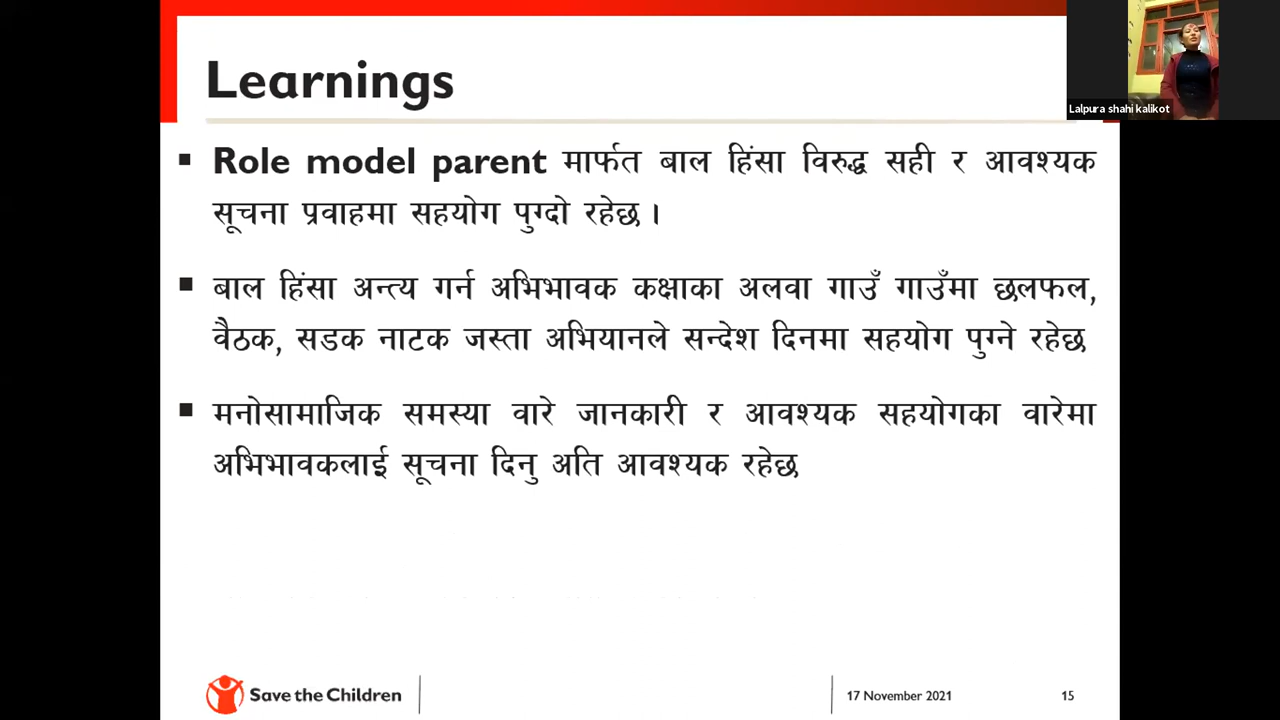 Lalpura shahi kalikot
Learnings
▪ Role model parent मार्फत बाल हिंसा विरुद्ध सही र आवश्यक
सूचना प्रवाहमा सहयोग पुग्दो रहेछ ।
▪ बाल हिंसा अन्त्य गर्न अभिभावक कक्षाका अलवा गाउँ गाउँमा छलफल,
वैठक, सडक नाटक जस्ता अभियानले सन्देश दिनमा सहयोग पुग्ने रहेछ
▪ मनोसामाजिक समस्या वारे जानकारी र आवश्यक सहयोगका वारेमा
अभिभावकलाई सूचना दिनु अति आवश्यक रहेछ
Save the Children
17 November 2021
15